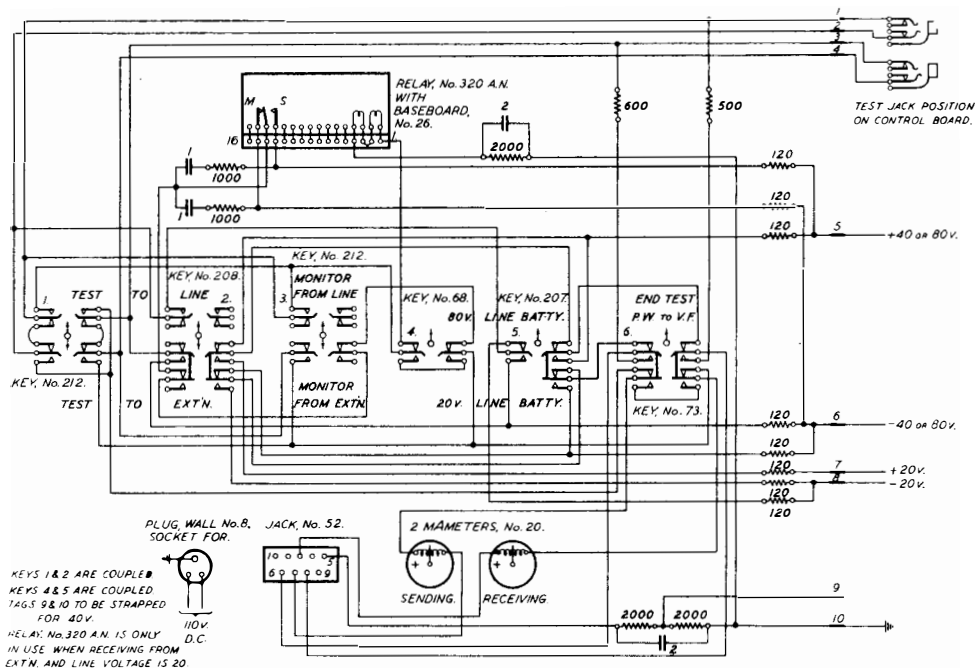 1
2
3
4
TEST JACK POSITION
ON CONTROL BOARD.
RELAY, No. 320 A.N.
WITH
BASEBOARD,
No. 26.
M
S
16
1
2
2000
600
500
1
1000
1
1000
120
120
120
5
+40 OR 80V.
KEY, No. 208.
KEY, No. 212.
1.
TEST
TO
LINE
2.
3.
MONITOR
FROM LINE
KEY, No. 68.
80V.
4.
KEY, No. 207.
LINE BATTY.
5.
END TEST
P.W. TO V.F.
6.
KEY, No. 212.
TEST
TO
EXT'N.
MONITOR
FROM EXT'N.
20V.
LINE BATTY.
KEY, No. 73.
120
6
-40 OR 80V.
120
120
7
+20V.
8
-20V.
120
120
PLUG, WALL No. 8,
SOCKET FOR.
110V.
D.C.
JACK, No. 52.
1
5
6
9
2 MAMETERS, No. 20.
+
+
SENDING.
RECEIVING.
2000
2000
2
9
10
KEYS 1 & 2 ARE COUPLED
KEYS 4 & 5 ARE COUPLED
TAGS 9 & 10 TO BE STRAPPED
FOR 40V.
RELAY, No. 320 A.N. IS ONLY
IN USE WHEN RECEIVING FROM
EXT'N. AND LINE VOLTAGE IS 20.